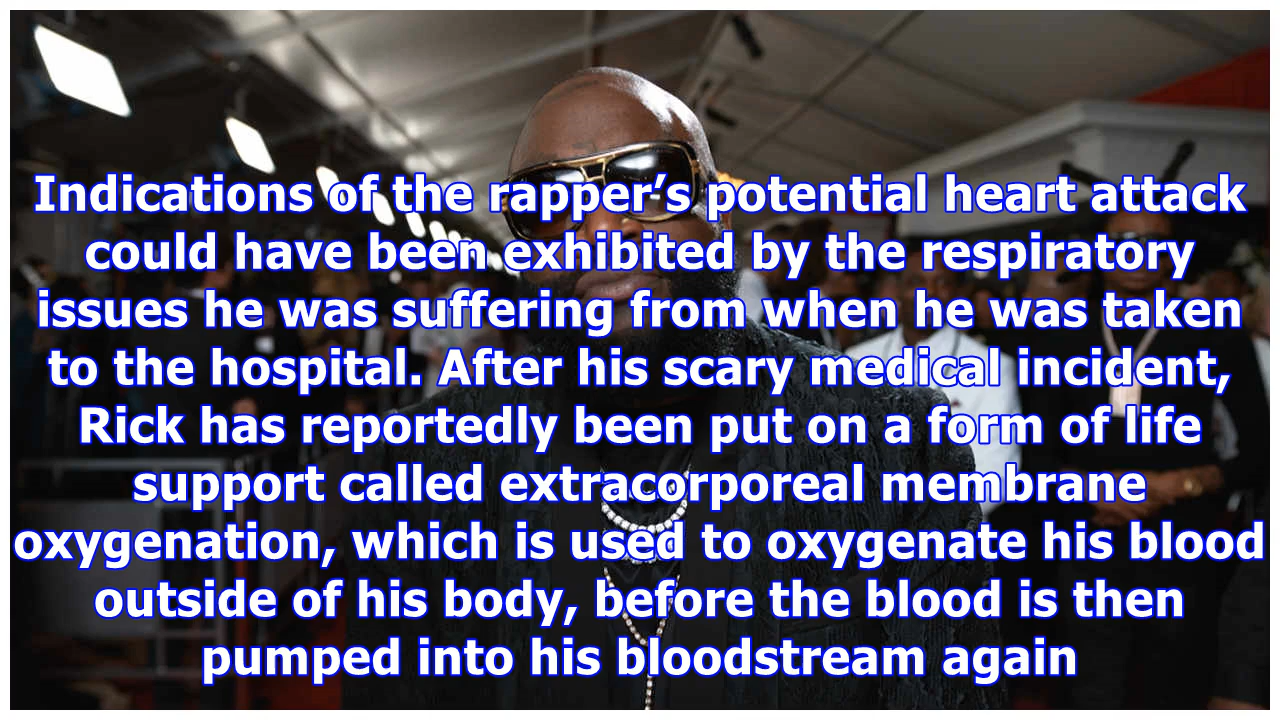 Indications of the rapper’s potential heart attack
could have been exhibited by the respiratory
issues he was suffering from when he was taken
to the hospital. After his scary medical incident,
Rick has reportedly been put on a form of life
support called extracorporeal membrane
oxygenation, which is used to oxygenate his blood
outside of his body, before the blood is then
pumped into his bloodstream again